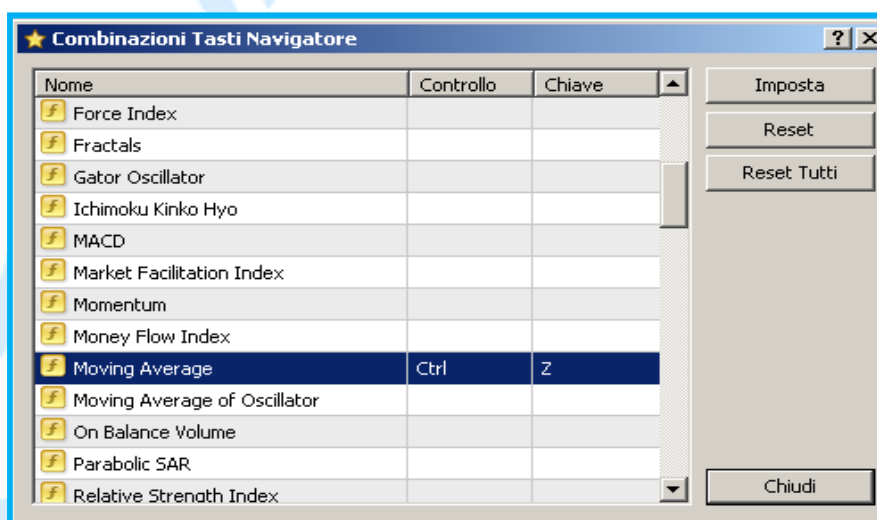 Combinazioni Tasti Navigatore
Nome Controllo Chiave
Imposta
Force Index
Reset
Fractals
Gator Oscillator
Reset Tutti
Ichimoku Kinko Hyo
MACD
Market Facilitation Index
Momentum
Money Flow Index
Moving Average Ctrl Z
Moving Average of Oscillator
On Balance Volume
Parabolic SAR
Relative Strength Index
Chiudi